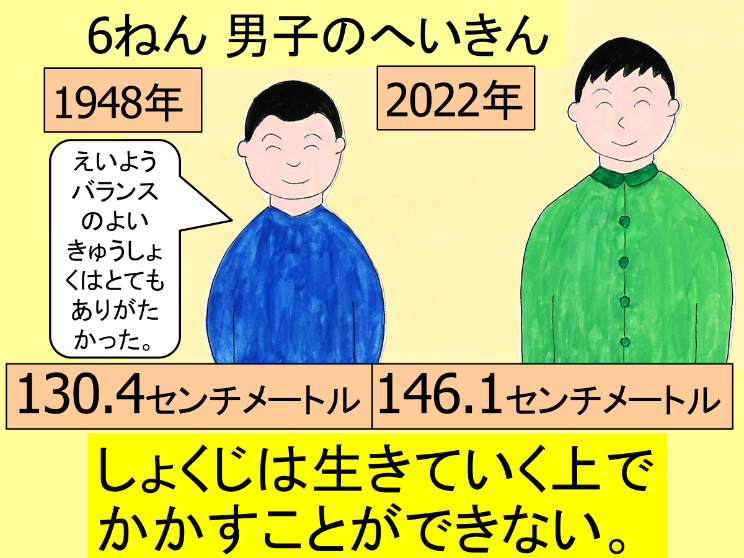 6ねん 男子のへいきん
1948年
2022年
えいよう
バランス
のよい
きゅうしょ
くはとても
ありがた
かった。
130.4センチメートル
146.1センチメートル
しょくじは生きていく上で
かかすことができない。